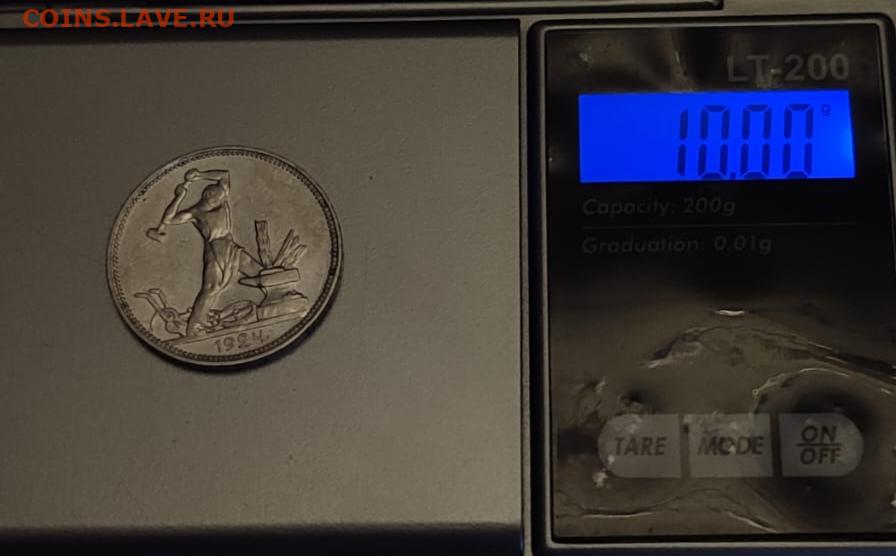 COINS.LAVE.RU
LT-200
10.00 g
Capacity: 200g
Graduation: 0.01g
1924
TARE
MODE
ON
OFF